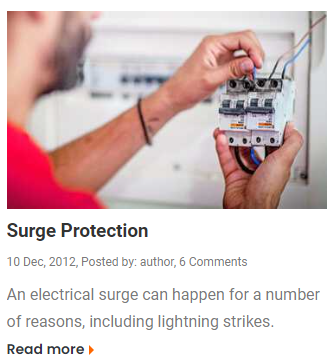 Surge Protection
10 Dec, 2012, Posted by: author, 6 Comments
An electrical surge can happen for a number
of reasons, including lightning strikes.
Read more